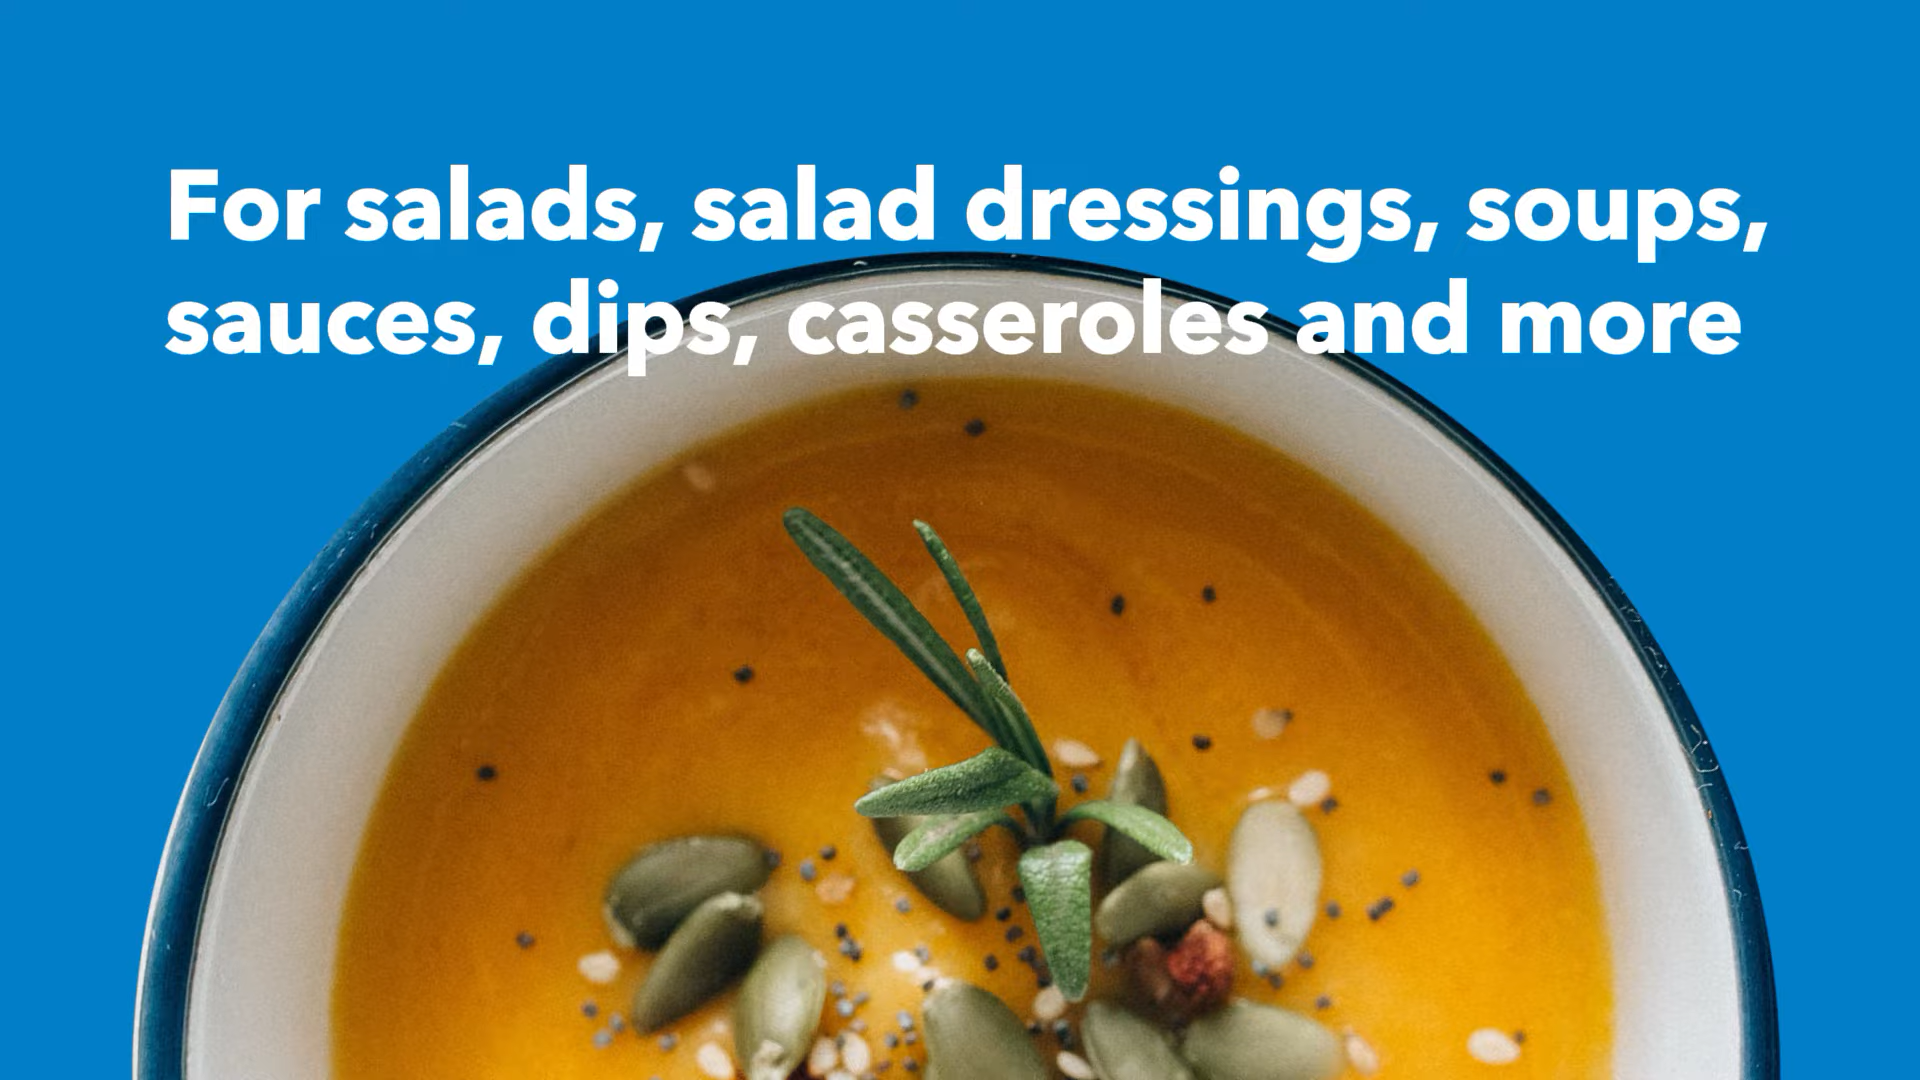 For salads, salad dressings, soups,
sauces, dips, casseroles and more